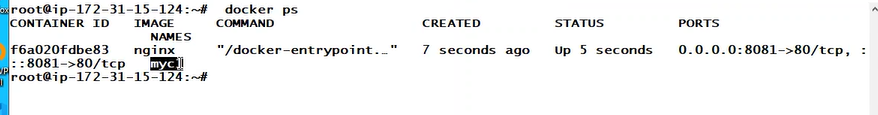 root@ip-172-31-15-124:~#  docker ps
CONTAINER ID   IMAGE     COMMAND                  CREATED         STATUS         PORTS
                NAMES
f6a020fdbe83   nginx     "/docker-entrypoint.…"   7 seconds ago   Up 5 seconds   0.0.0.0:8081->80/tcp, :
::8081->80/tcp   myc
root@ip-172-31-15-124:~#